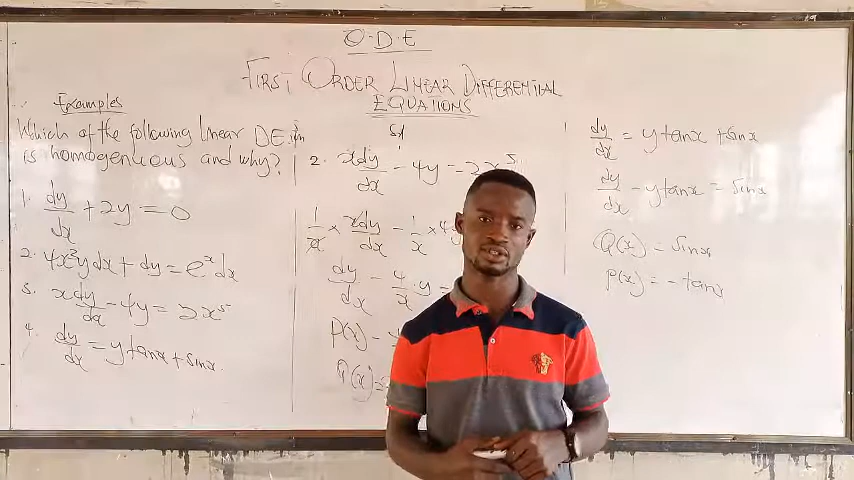 O.D.E
FIRST ORDER LINEAR DIFFERENTIAL
EQUATIONS
Examples
Which of the following linear DE
is homogenuous and why?
1. dy/dx + 2y = 0
2. 4x²y dx + dy = eˣ dx
3. x dy/dx - 4y = 2x⁵
4. dy/dx = y tanx + sinx.
2. x dy/dx - 4y = 2x⁵
1/x × x dy/dx - 1/x × 4y
dy/dx - 4/x · y =
P(x) -
Q(x) =
dy/dx = y tanx + sinx
dy/dx - y tanx = sinx
Q(x) = sinx
P(x) = - tanx